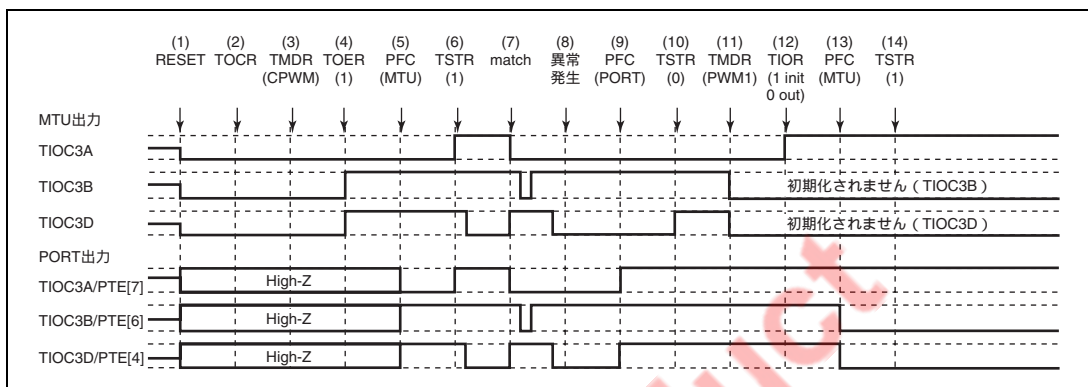 (1) (2) (3) (4) (5) (6) (7) (8) (9) (10) (11) (12) (13) (14)
RESET TOCR TMDR TOER PFC TSTR match 異常 PFC TSTR TMDR TIOR PFC TSTR
(CPWM) (1) (MTU) (1) 発生 (PORT) (0) (PWM1) (1 init (MTU) (1)
0 out)
MTU出力
TIOC3A
TIOC3B 初期化されません（TIOC3B）
TIOC3D 初期化されません（TIOC3D）
PORT出力
TIOC3A/PTE[7] High-Z
TIOC3B/PTE[6] High-Z
TIOC3D/PTE[4] High-Z
uct